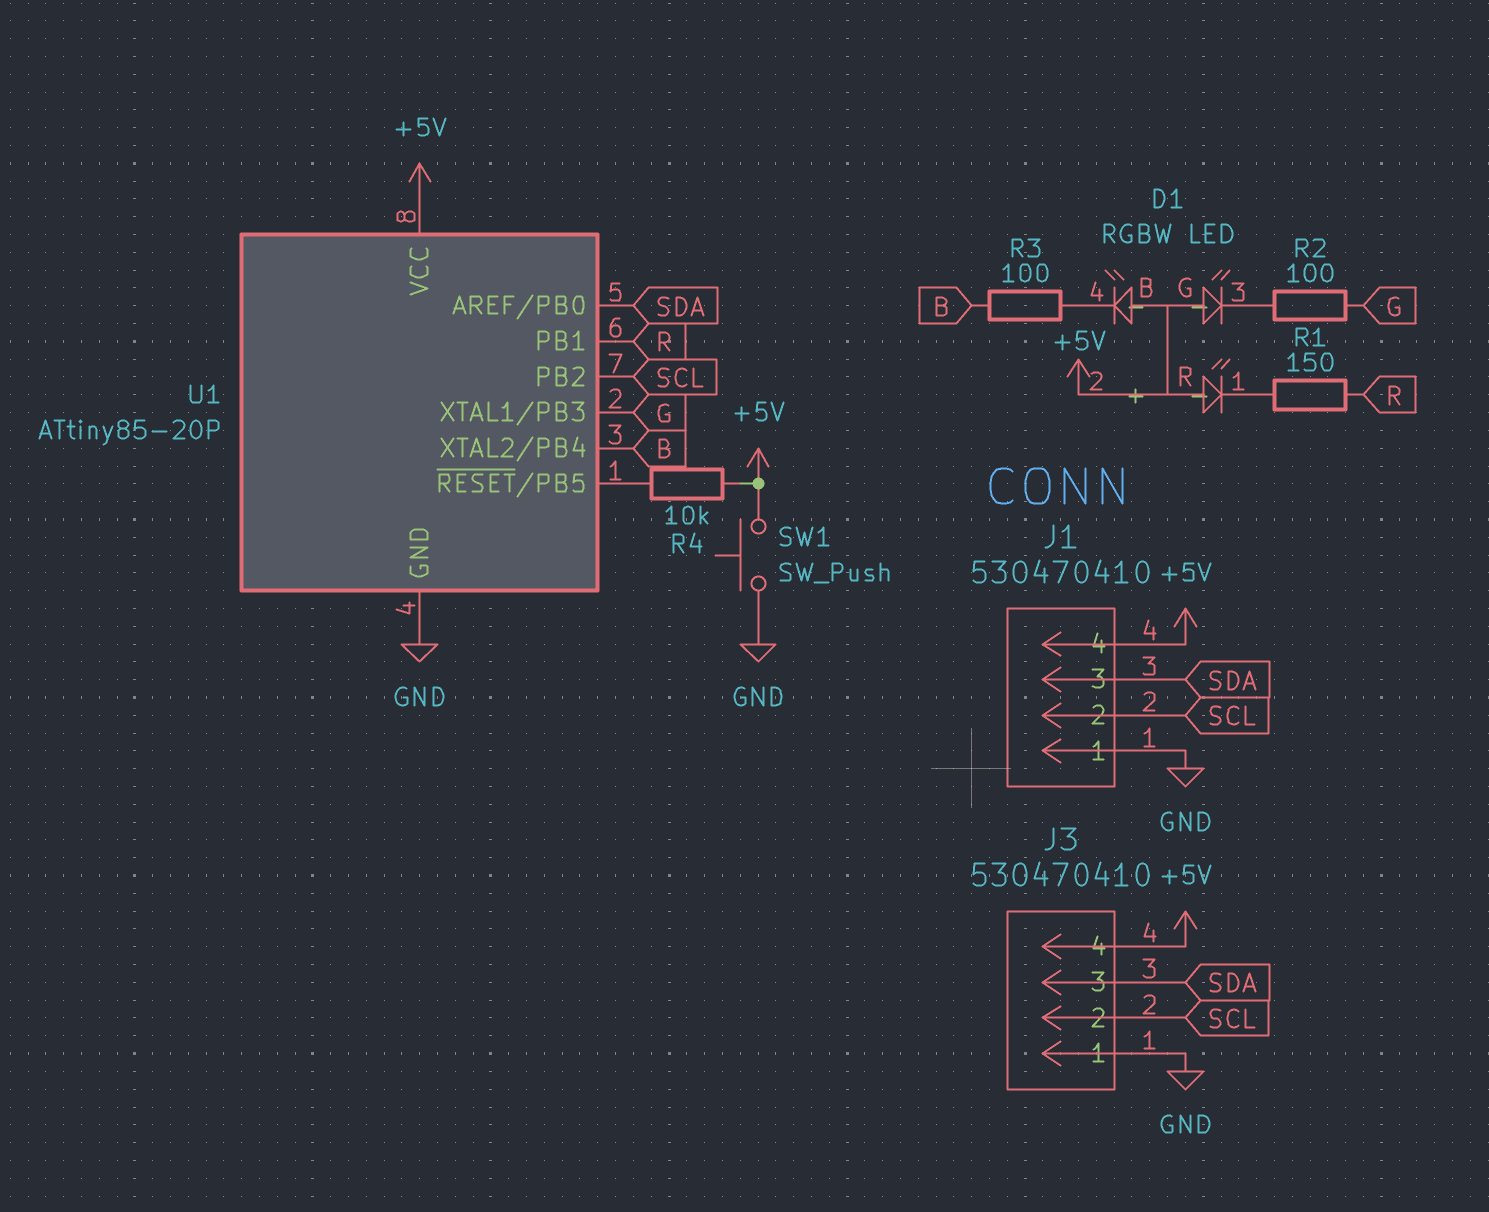 +5V
8
VCC
U1
ATtiny85-20P
AREF/PB0 5 SDA
PB1 6 R
PB2 7 SCL
XTAL1/PB3 2 G
XTAL2/PB4 3 B
RESET/PB5 1
10k
R4
+5V
SW1
SW_Push
GND
4
GND
GND
D1
RGBW LED
R3
100
R2
100
B 4 B G 3 G
+5V
R1
150
2 R 1 R
CONN
J1
530470410 +5V
4 4
3 3 SDA
2 2 SCL
1 1
GND
J3
530470410 +5V
4 4
3 3 SDA
2 2 SCL
1 1
GND